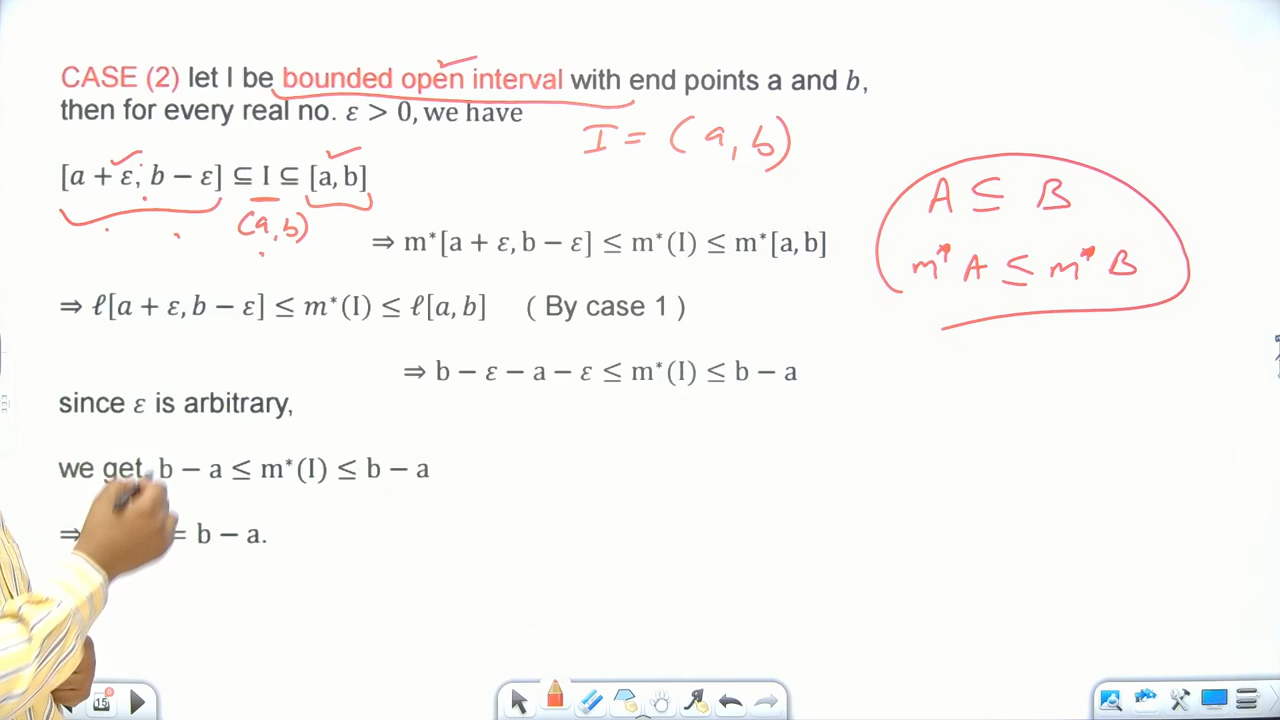 CASE (2) let I be bounded open interval with end points a and b,
then for every real no. ε > 0, we have
I = (a, b)
[a + ε, b − ε] ⊆ I ⊆ [a, b]
(a, b)
A ⊆ B
m* A ≤ m* B
⇒ m*[a + ε, b − ε] ≤ m*(I) ≤ m*[a, b]
⇒ ℓ[a + ε, b − ε] ≤ m*(I) ≤ ℓ[a, b] ( By case 1 )
⇒ b − ε − a − ε ≤ m*(I) ≤ b − a
since ε is arbitrary,
we get, b − a ≤ m*(I) ≤ b − a
⇒ = b − a.
15